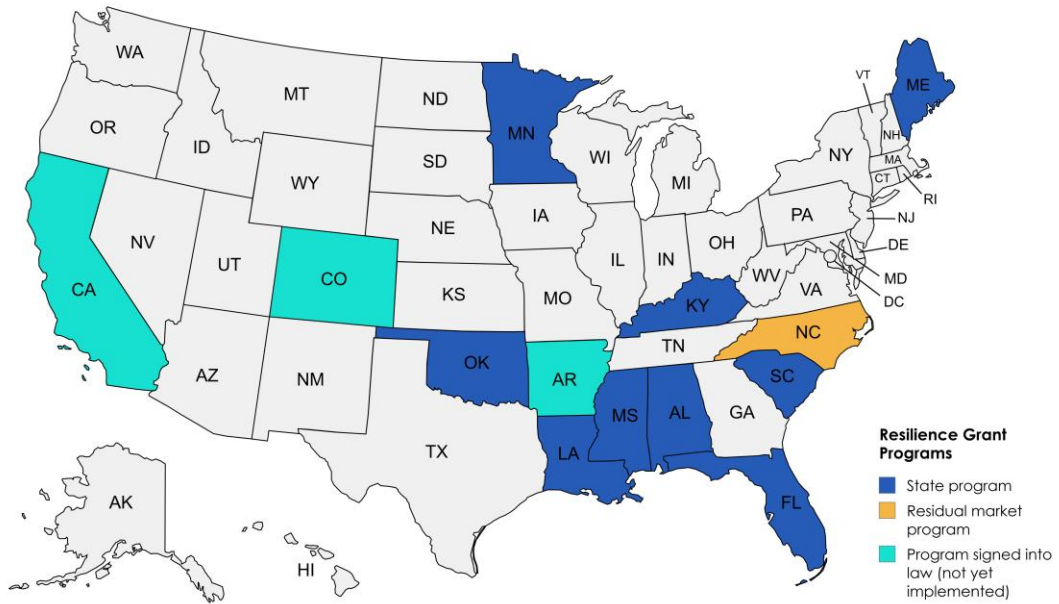 WA
MT
ND
MN
VT
ME
OR
ID
SD
WI
NH
NY
MA
WY
MI
CT
RI
IA
NE
PA
NJ
NV
OH
DE
UT
IL
IN
MD
CA
CO
WV
KS
MO
VA
DC
KY
NC
TN
OK
AZ
NM
AR
SC
MS
AL
GA
TX
LA
FL
AK
HI
Resilience Grant
Programs
State program
Residual market
program
Program signed into
law (not yet
implemented)